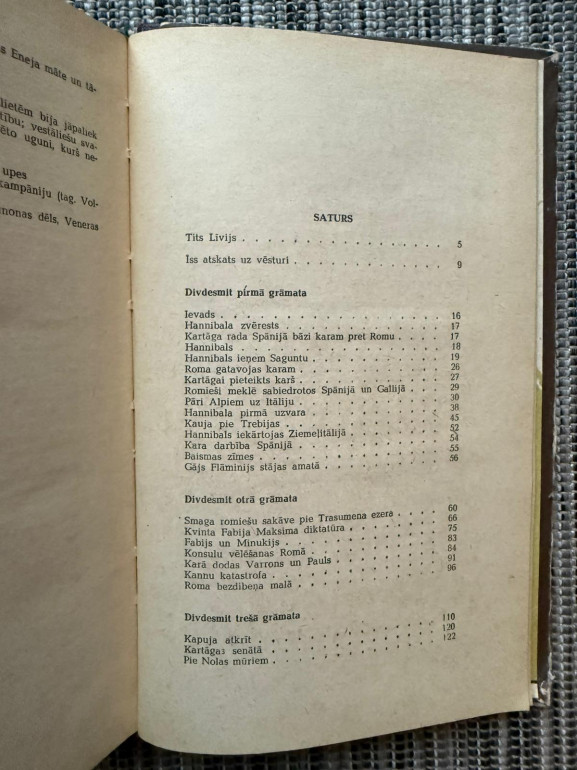 s Eneja māte un tā-
lietēm bija jāpaliek
tību; vestāliešu sva-
ēto uguni, kurš ne-
upes
kampāniju (tag. Vol-
nonas dēls, Veneras
SATURS
Tits Līvijs . . . . . . . . . . . . . . . . . 5
Iss atskats uz vēsturi . . . . . . . . . . . . 9
Divdesmit pirmā grāmata
Ievads . . . . . . . . . . . . . . . . . 16
Hannibala zvērests . . . . . . . . . . . . . 17
Kartāga rada Spānijā bāzi karam pret Romu . . . . 17
Hannibals . . . . . . . . . . . . . . . . 18
Hannibals ieņem Saguntu . . . . . . . . . . . 19
Roma gatavojas karam . . . . . . . . . . . . 26
Kartāgai pieteikts karš . . . . . . . . . . . . 27
Romieši meklē sabiedrotos Spānijā un Gallijā . . . 29
Pāri Alpiem uz Itāliju . . . . . . . . . . . . 30
Hannibala pirmā uzvara . . . . . . . . . . . 38
Kauja pie Trebijas . . . . . . . . . . . . . 45
Hannibals iekārtojas Ziemeļitālijā . . . . . . . . 52
Kara darbība Spānijā . . . . . . . . . . . . 54
Baismas zīmes . . . . . . . . . . . . . . 55
Gājs Flāminijs stājas amatā . . . . . . . . . . 56
Divdesmit otrā grāmata
Smaga romiešu sakāve pie Trasumena ezera . . . . 60
Kvinta Fabija Maksima diktatūra . . . . . . . . 66
Fabijs un Minukijs . . . . . . . . . . . . . 75
Konsulu vēlēšanas Romā . . . . . . . . . . . 83
Karā dodas Varrons un Pauls . . . . . . . . . 84
Kannu katastrofa . . . . . . . . . . . . . 91
Roma bezdibeņa malā . . . . . . . . . . . . 96
Divdesmit trešā grāmata
Kapuja atkrīt . . . . . . . . . . . . . . 110
Kartāgas senātā . . . . . . . . . . . . . 120
Pie Nolas mūriem . . . . . . . . . . . . . 122